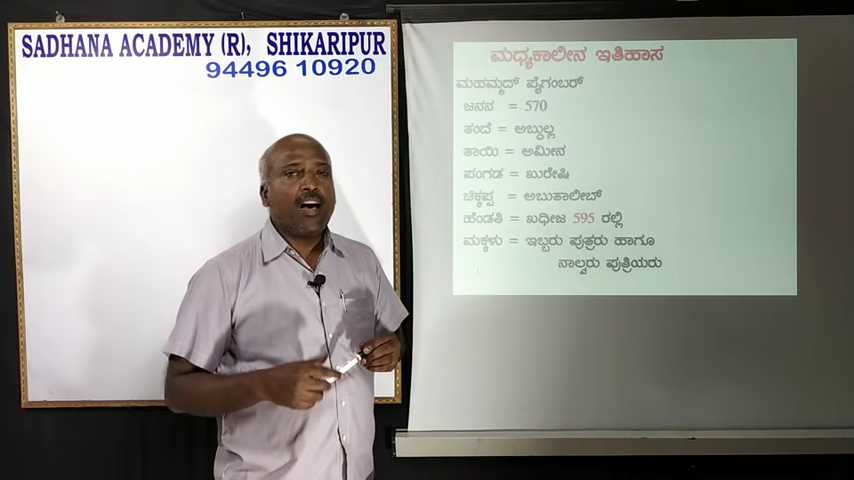 SADHANA ACADEMY (R), SHIKARIPUR
94496 10920
ಮಧ್ಯಕಾಲೀನ ಇತಿಹಾಸ
ಮಹಮ್ಮದ್ ಪೈಗಂಬರ್
ಜನನ = 570
ತಂದೆ = ಅಬ್ದುಲ್ಲ
ತಾಯಿ = ಅಮೀನ
ಪಂಗಡ = ಖುರೇಷಿ
ಚಿಕ್ಕಪ್ಪ = ಅಬುತಾಲೀಬ್
ಹೆಂಡತಿ = ಖಧೀಜ 595 ರಲ್ಲಿ
ಮಕ್ಕಳು = ಇಬ್ಬರು ಪುತ್ರರು ಹಾಗೂ
ನಾಲ್ವರು ಪುತ್ರಿಯರು